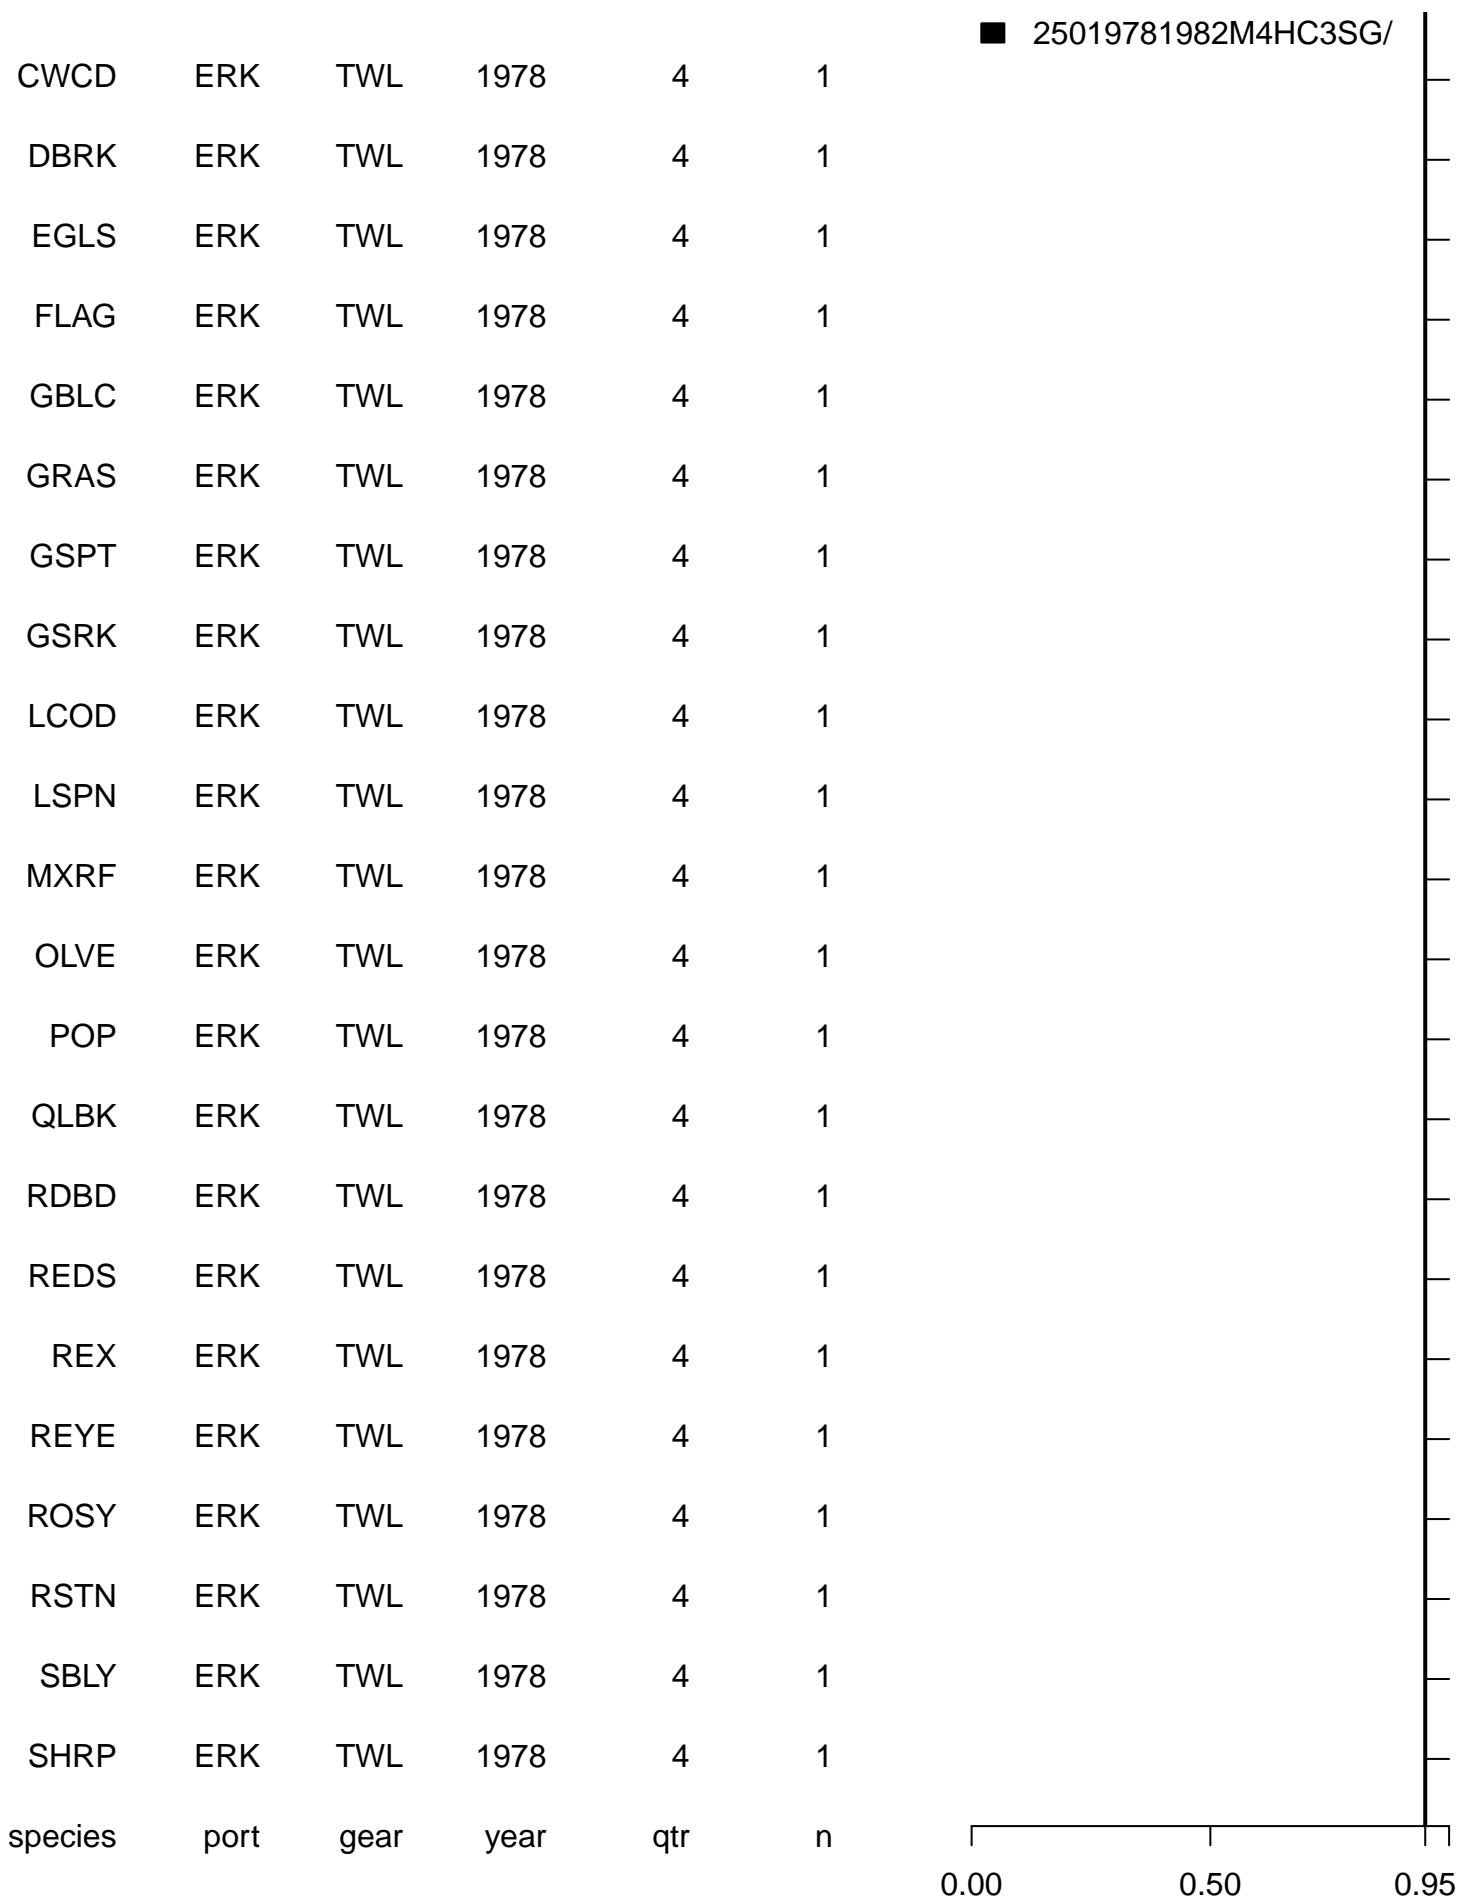 25019781982M4HC3SG/
CWCD ERK TWL 1978 4 1
DBRK ERK TWL 1978 4 1
EGLS ERK TWL 1978 4 1
FLAG ERK TWL 1978 4 1
GBLC ERK TWL 1978 4 1
GRAS ERK TWL 1978 4 1
GSPT ERK TWL 1978 4 1
GSRK ERK TWL 1978 4 1
LCOD ERK TWL 1978 4 1
LSPN ERK TWL 1978 4 1
MXRF ERK TWL 1978 4 1
OLVE ERK TWL 1978 4 1
POP ERK TWL 1978 4 1
QLBK ERK TWL 1978 4 1
RDBD ERK TWL 1978 4 1
REDS ERK TWL 1978 4 1
REX ERK TWL 1978 4 1
REYE ERK TWL 1978 4 1
ROSY ERK TWL 1978 4 1
RSTN ERK TWL 1978 4 1
SBLY ERK TWL 1978 4 1
SHRP ERK TWL 1978 4 1
species port gear year qtr n
0.00 0.50 0.95